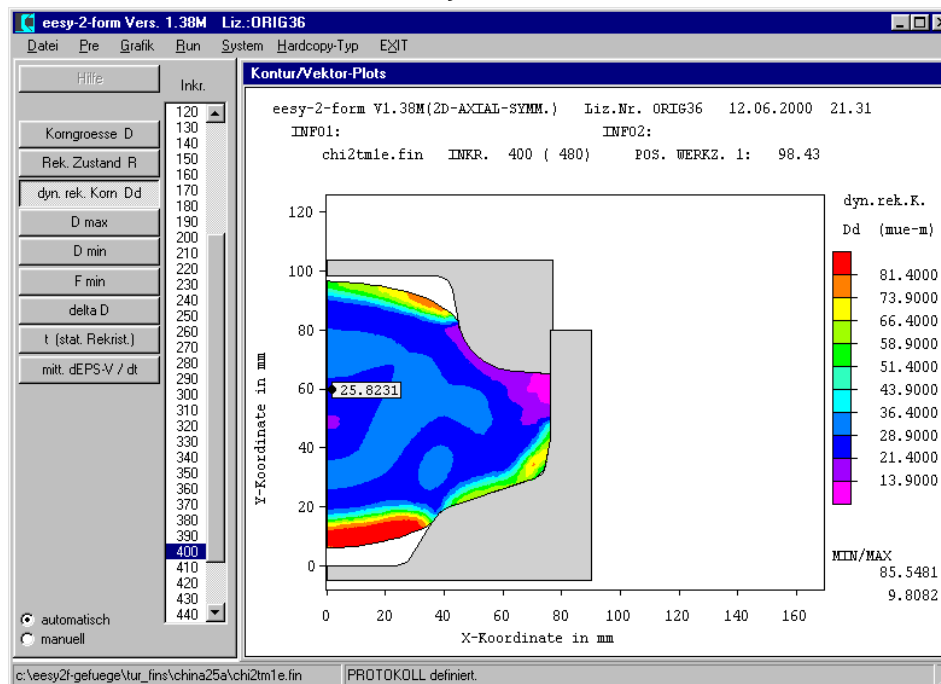 eesy-2-form Vers. 1.38M Liz.:ORIG36
Datei Pre Grafik Run System Hardcopy-Typ EXIT
Hilfe
Inkr.
Korngroesse D
Rek. Zustand R
dyn. rek. Korn Dd
D max
D min
F min
delta D
t (stat. Rekrist.)
mitt. dEPS-V / dt
120
130
140
150
160
170
180
190
200
210
220
230
240
250
260
270
280
290
300
310
320
330
340
350
360
370
380
390
400
410
420
430
440
automatisch
manuell
Kontur/Vektor-Plots
eesy-2-form V1.38M(2D-AXIAL-SYMM.) Liz.Nr. ORIG36 12.06.2000 21.31
INFO1: INFO2:
chi2tm1e.fin INKR. 400 ( 480) POS. WERKZ. 1: 98.43
120
100
80
60
40
20
0
Y-Koordinate in mm
25.8231
0 20 40 60 80 100 120 140 160
X-Koordinate in mm
dyn.rek.K.
Dd (mue-m)
81.4000
73.9000
66.4000
58.9000
51.4000
43.9000
36.4000
28.9000
21.4000
13.9000
MIN/MAX
85.5481
9.8082
c:\eesy2f-gefuege\tur_fins\china25a\chi2tm1e.fin PROTOKOLL definiert.